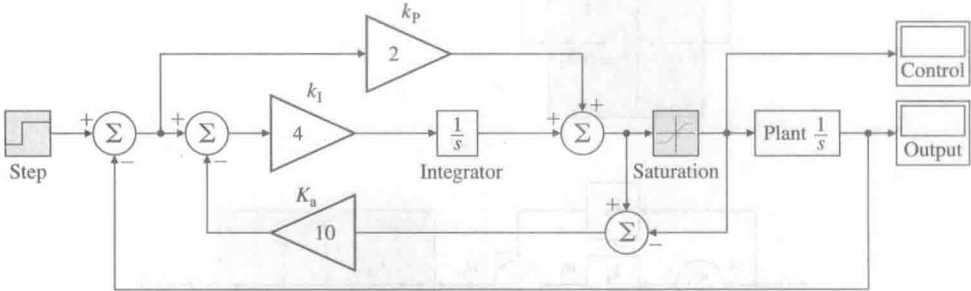 k_P
2
Control
k_I
+
Σ
−
+
Σ
−
4
1/s
+
+
Σ
Plant 1/s
Output
Step
Integrator
Saturation
K_a
10
+
Σ
−